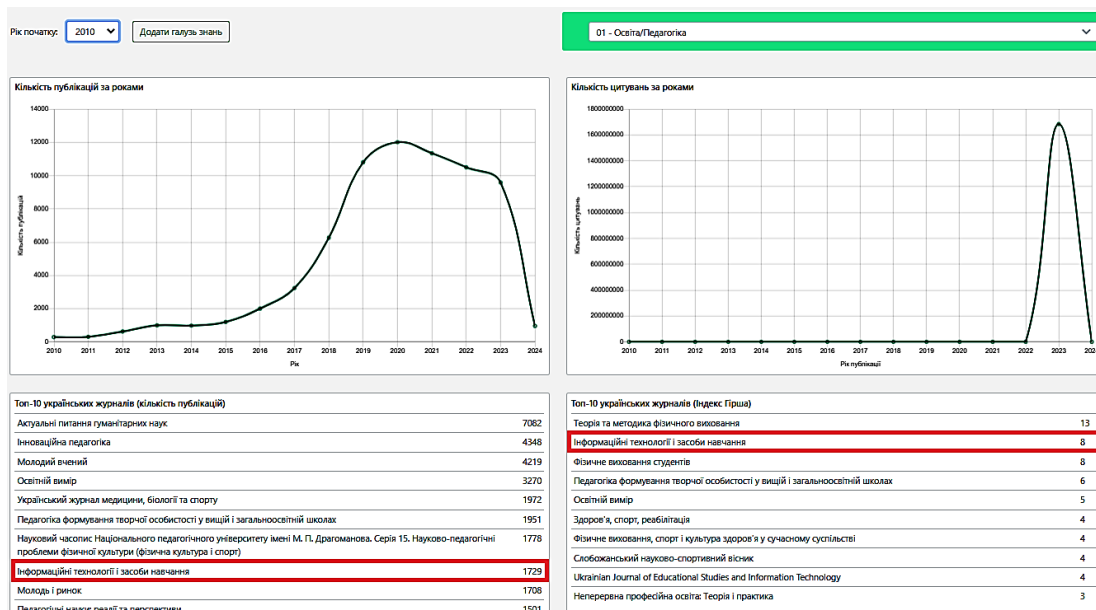 Рік початку: 2010 Додати галузь знань
01 - Освіта/Педагогіка
Кількість публікацій за роками
14000
12000
10000
8000
6000
4000
2000
0
Кількість публікацій
2010 2011 2012 2013 2014 2015 2016 2017 2018 2019 2020 2021 2022 2023 2024
Рік
Кількість цитувань за роками
1800000000
1600000000
1400000000
1200000000
1000000000
800000000
600000000
400000000
200000000
0
Кількість цитувань
2010 2011 2012 2013 2014 2015 2016 2017 2018 2019 2020 2021 2022 2023
Рік публікації
Топ-10 українських журналів (кількість публікацій)
Актуальні питання гуманітарних наук 7082
Інноваційна педагогіка 4348
Молодий вчений 4219
Освітній вимір 3270
Український журнал медицини, біології та спорту 1972
Педагогіка формування творчої особистості у вищій і загальноосвітній школах 1951
Науковий часопис Національного педагогічного університету імені М. П. Драгоманова. Серія 15. Науково-педагогічні 1778
проблеми фізичної культури (фізична культура і спорт)
Інформаційні технології і засоби навчання 1729
Молодь і ринок 1708
Педагогічні науки: реалії та перспективи 1501
Топ-10 українських журналів (Індекс Гірша)
Теорія та методика фізичного виховання 13
Інформаційні технології і засоби навчання 8
Фізичне виховання студентів 8
Педагогіка формування творчої особистості у вищій і загальноосвітній школах 6
Освітній вимір 5
Здоров'я, спорт, реабілітація 4
Фізичне виховання, спорт і культура здоров'я у сучасному суспільстві 4
Слобожанський науково-спортивний вісник 4
Ukrainian Journal of Educational Studies and Information Technology 4
Неперервна професійна освіта: Теорія і практика 3